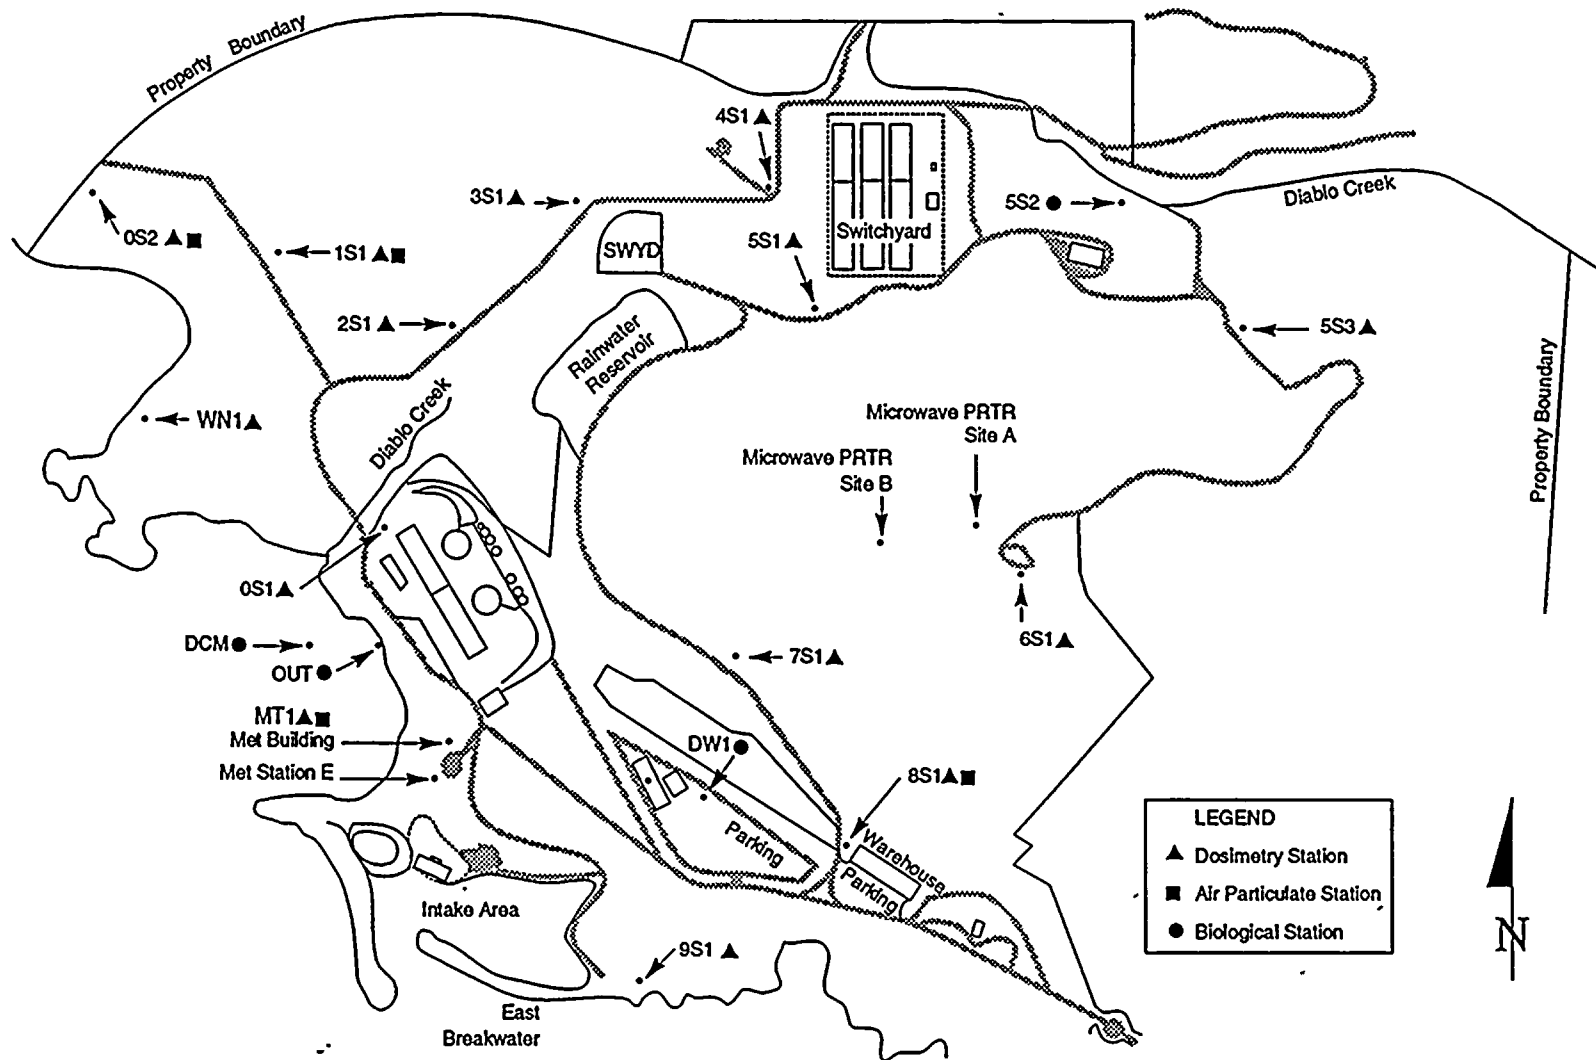 Property Boundary
4S1 ▲
3S1 ▲
5S2 ●
Diablo Creek
0S2 ▲ ■
1S1 ▲ ■
SWYD
5S1 ▲
Switchyard
2S1 ▲
5S3 ▲
Rainwater
Reservoir
Property Boundary
WN1 ▲
Diablo Creek
Microwave PRTR
Site A
Microwave PRTR
Site B
0S1 ▲
DCM ●
OUT ●
6S1 ▲
7S1 ▲
MT1 ▲ ■
Met Building
Met Station E
DW1 ●
8S1 ▲ ■
Parking
Warehouse
Parking
Intake Area
9S1 ▲
East
Breakwater
LEGEND
▲ Dosimetry Station
■ Air Particulate Station
● Biological Station
N